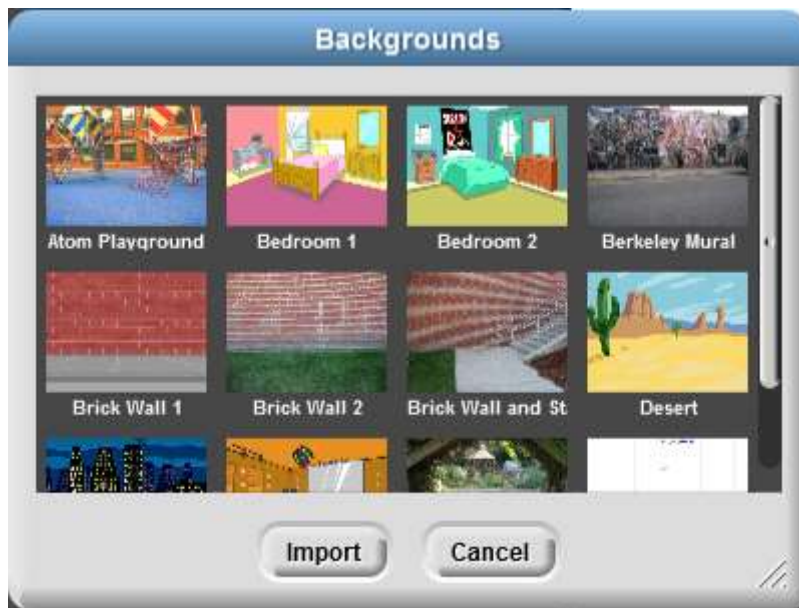 Backgrounds
Atom Playground
Bedroom 1
Bedroom 2
Berkeley Mural
Brick Wall 1
Brick Wall 2
Brick Wall and St
Desert
Import
Cancel